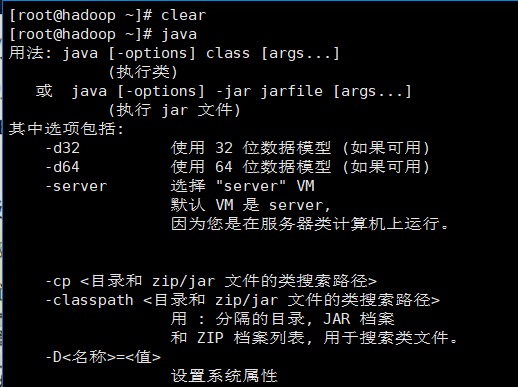 [root@hadoop ~]# clear
[root@hadoop ~]# java
用法: java [-options] class [args...]
(执行类)
或 java [-options] -jar jarfile [args...]
(执行 jar 文件)
其中选项包括:
-d32 使用 32 位数据模型 (如果可用)
-d64 使用 64 位数据模型 (如果可用)
-server 选择 "server" VM
默认 VM 是 server,
因为您是在服务器类计算机上运行。
-cp <目录和 zip/jar 文件的类搜索路径>
-classpath <目录和 zip/jar 文件的类搜索路径>
用 : 分隔的目录, JAR 档案
和 ZIP 档案列表, 用于搜索类文件。
-D<名称>=<值>
设置系统属性